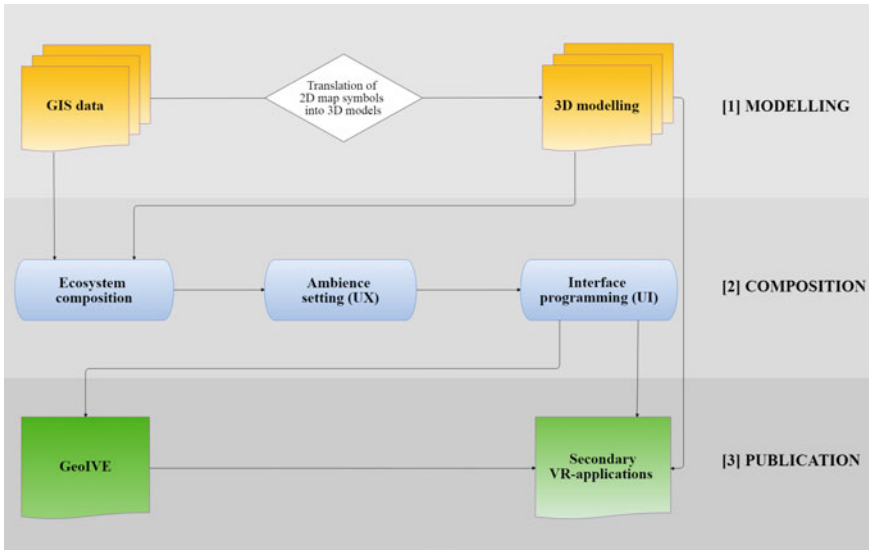 GIS data
Translation of
2D map symbols
into 3D models
3D modelling
[1] MODELLING
Ecosystem
composition
Ambience
setting (UX)
Interface
programming (UI)
[2] COMPOSITION
GeoIVE
Secondary
VR-applications
[3] PUBLICATION